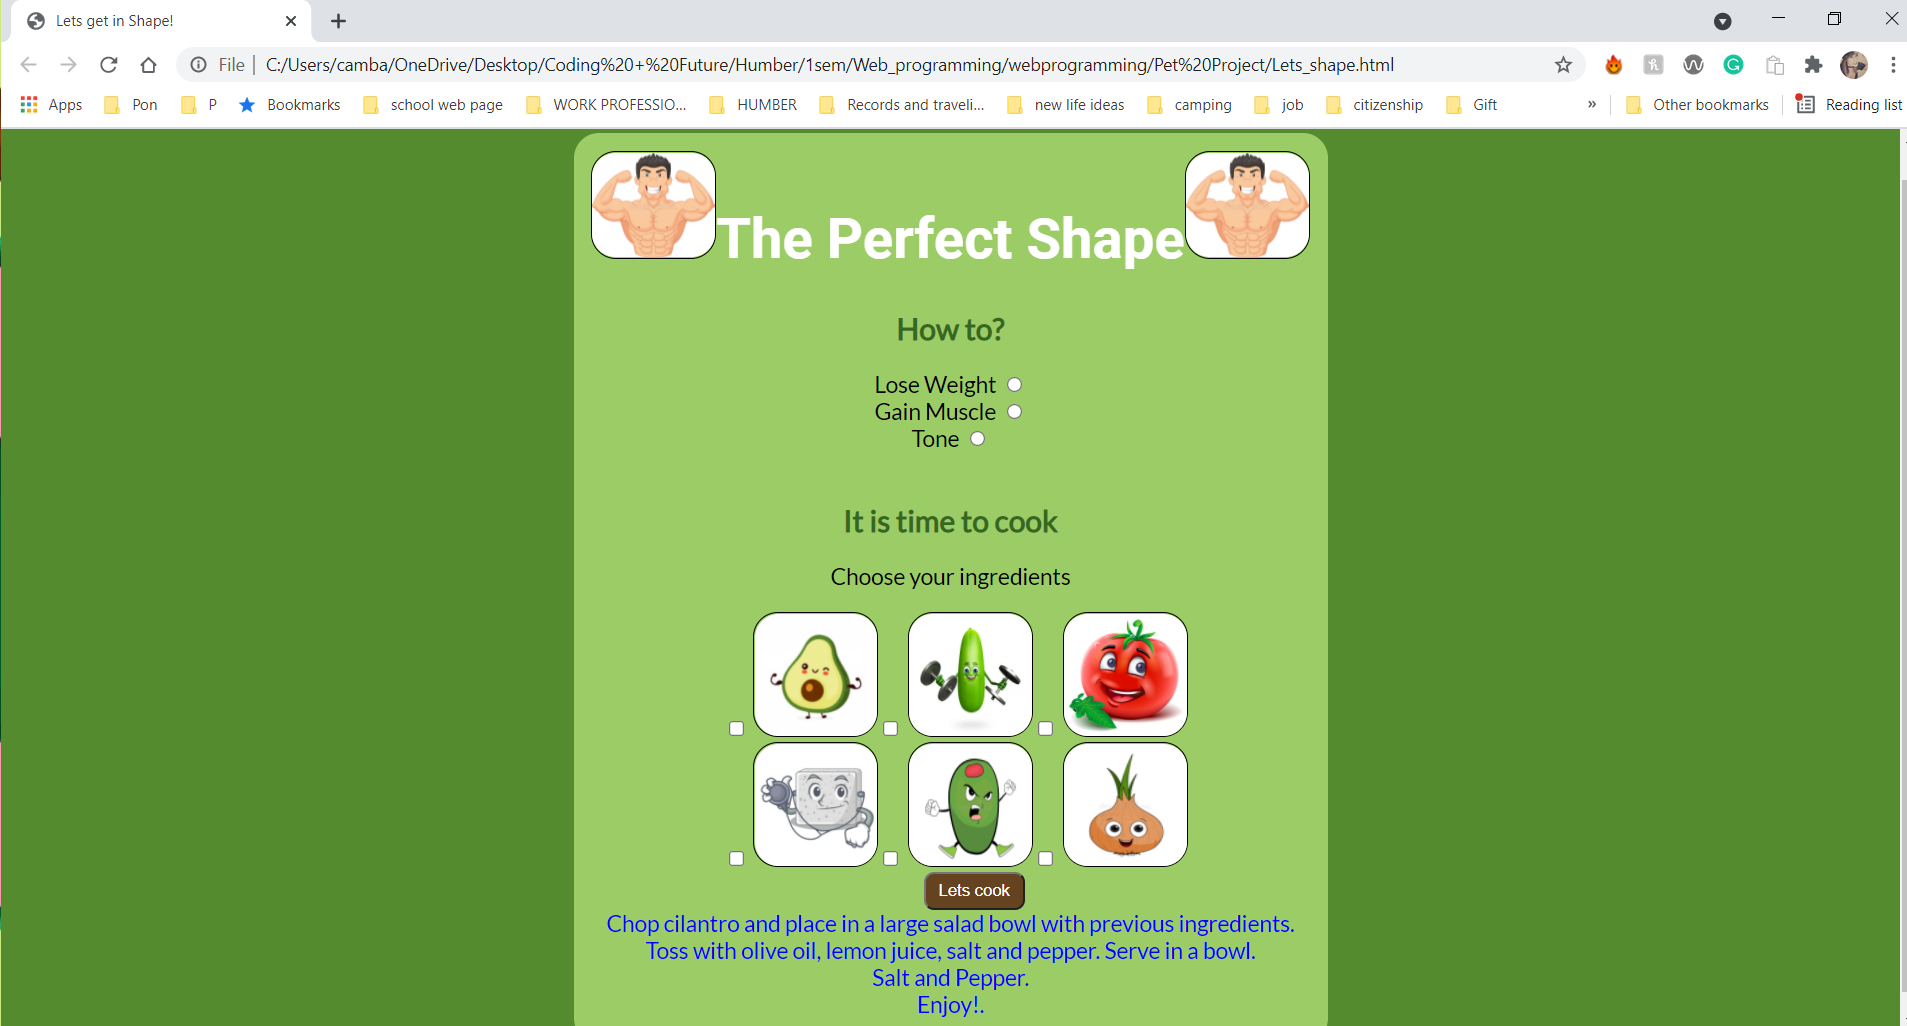 Lets get in Shape!
File | C:/Users/camba/OneDrive/Desktop/Coding%20+%20Future/Humber/1sem/Web_programming/webprogramming/Pet%20Project/Lets_shape.html
Apps Pon P Bookmarks school web page WORK PROFESSIO... HUMBER Records and traveli... new life ideas camping job citizenship Gift » Other bookmarks Reading list
The Perfect Shape
How to?
Lose Weight
Gain Muscle
Tone
It is time to cook
Choose your ingredients
Lets cook
Chop cilantro and place in a large salad bowl with previous ingredients.
Toss with olive oil, lemon juice, salt and pepper. Serve in a bowl.
Salt and Pepper.
Enjoy!.